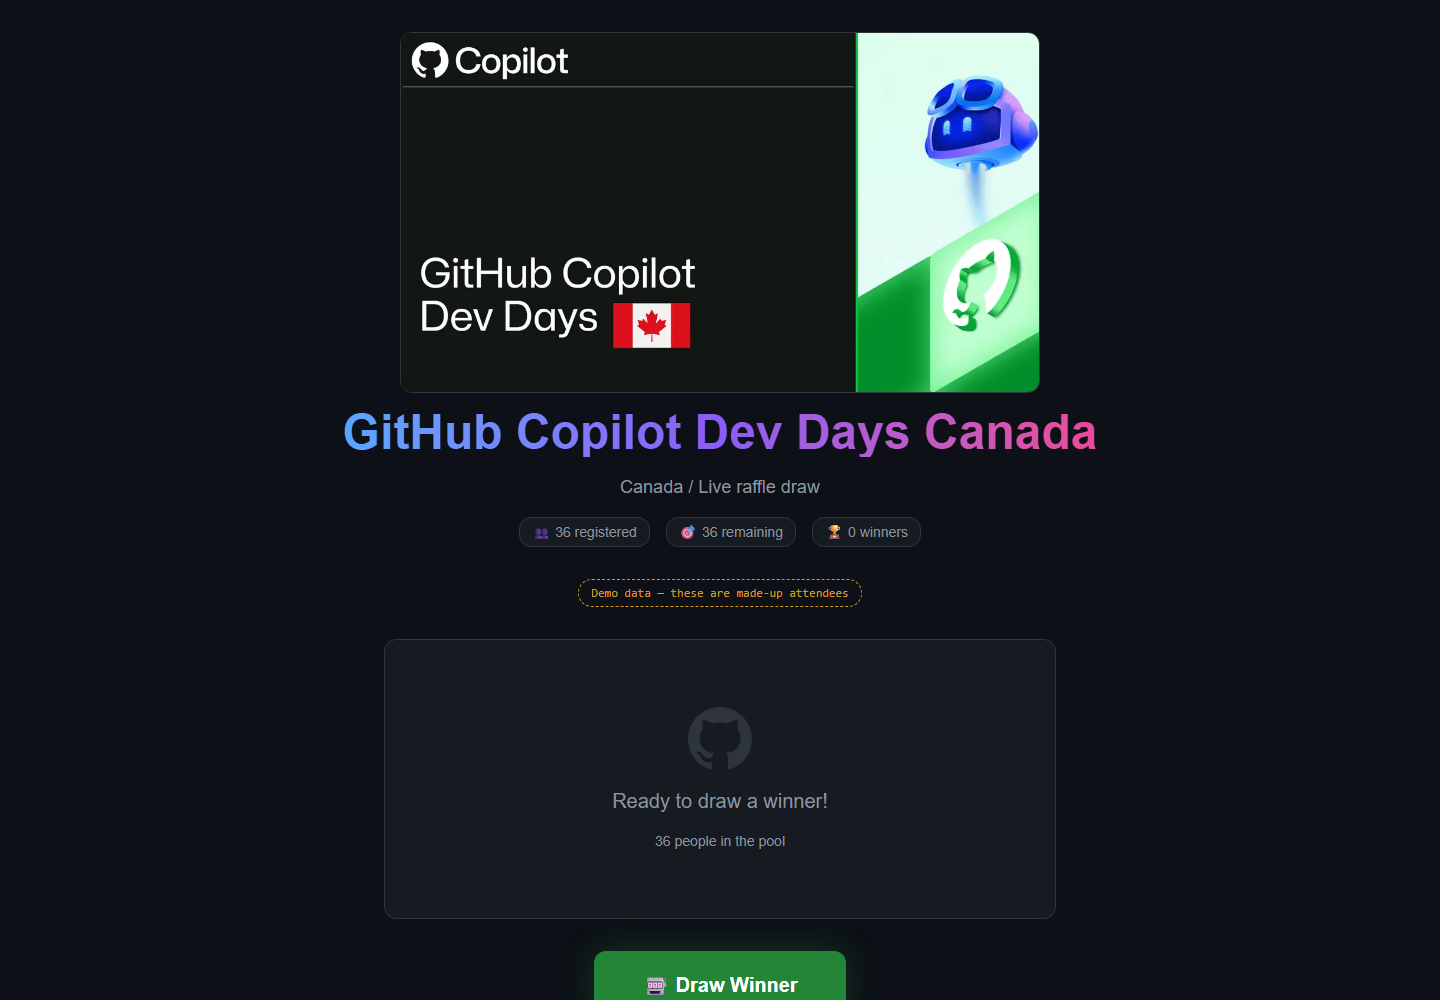 Copilot
GitHub Copilot
Dev Days
GitHub Copilot Dev Days Canada
Canada / Live raffle draw
36 registered
36 remaining
0 winners
Demo data — these are made-up attendees
Ready to draw a winner!
36 people in the pool
Draw Winner